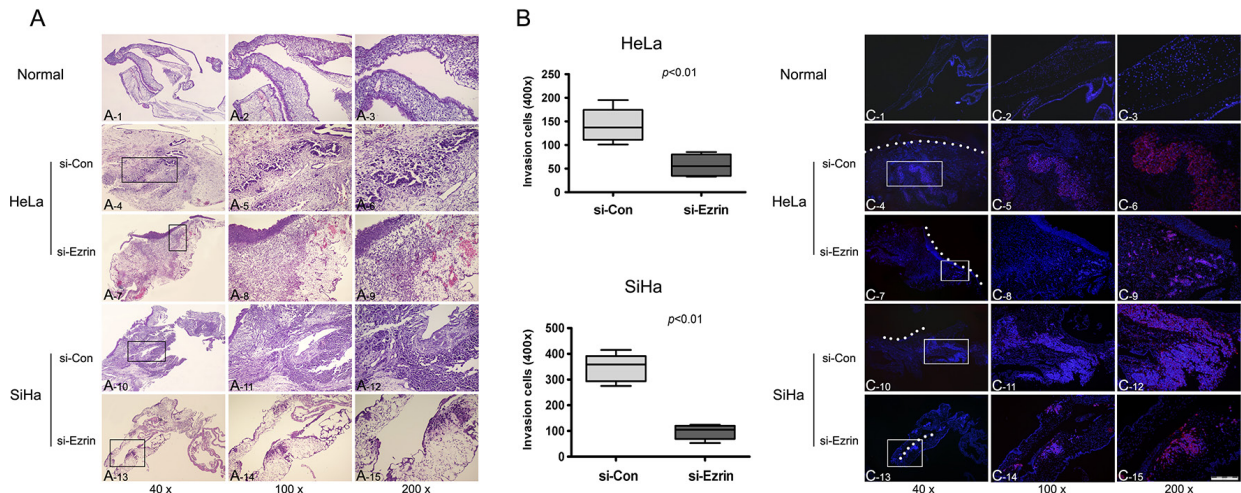 A
Normal
HeLa
si-Con
si-Ezrin
SiHa
si-Con
si-Ezrin
A-1
A-2
A-3
A-4
A-5
A-6
A-7
A-8
A-9
A-10
A-11
A-12
A-13
A-14
A-15
40 x
100 x
200 x
B
HeLa
p<0.01
Invasion cells (400x)
250
200
150
100
50
0
si-Con
si-Ezrin
SiHa
p<0.01
Invasion cells (400x)
500
400
300
200
100
0
si-Con
si-Ezrin
Normal
HeLa
si-Con
si-Ezrin
SiHa
si-Con
si-Ezrin
C-1
C-2
C-3
C-4
C-5
C-6
C-7
C-8
C-9
C-10
C-11
C-12
C-13
C-14
C-15
40 x
100 x
200 x